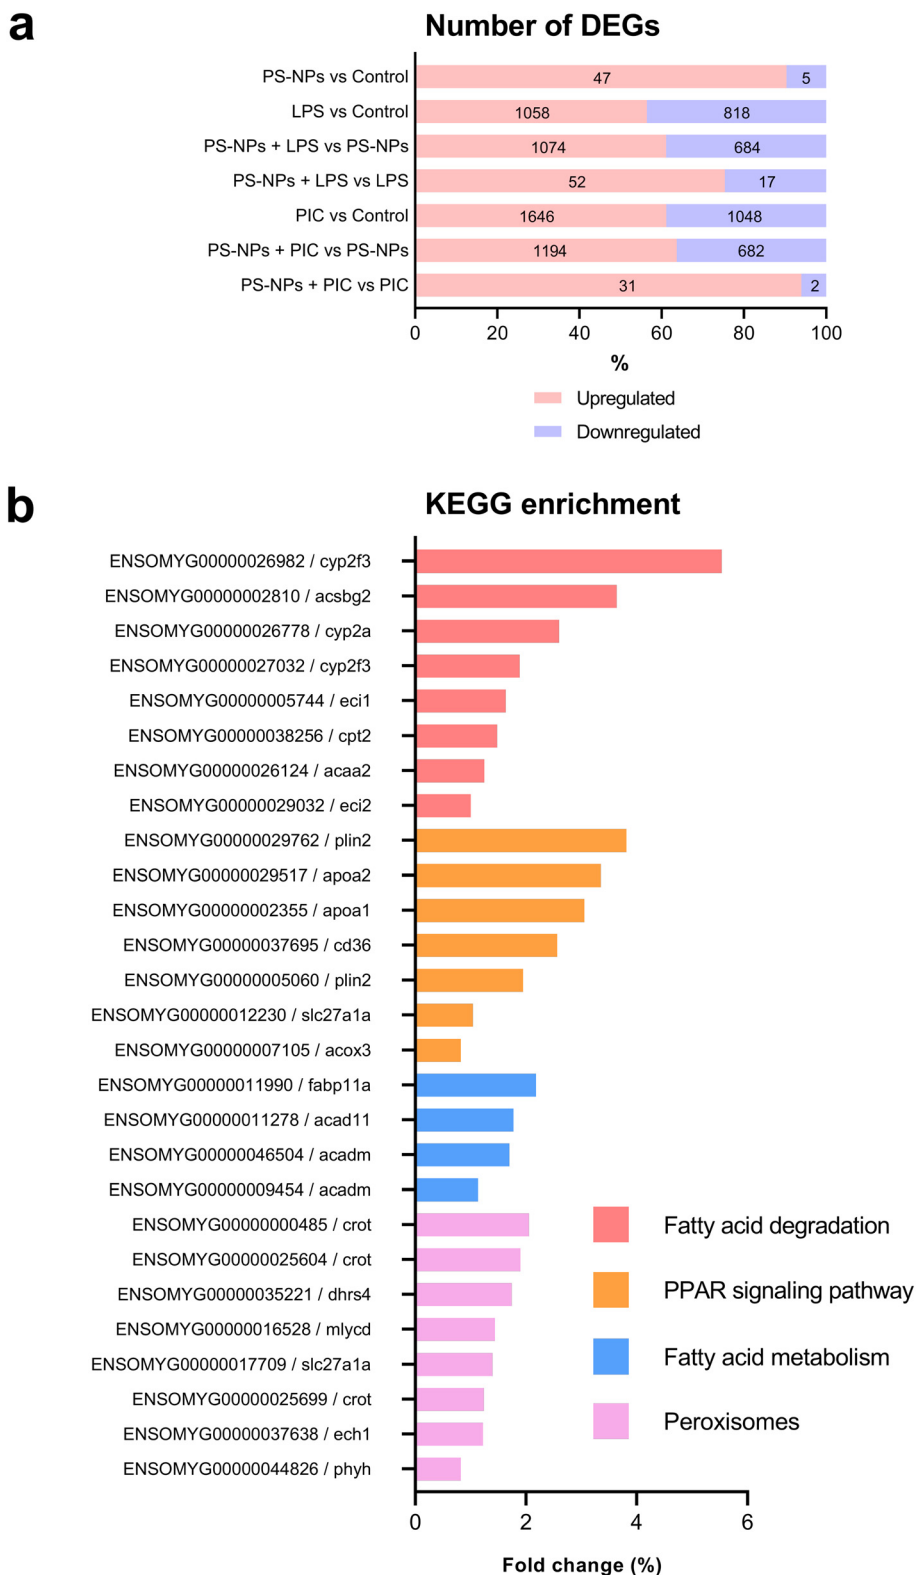 a
Number of DEGs
PS-NPs vs Control 47 5
LPS vs Control 1058 818
PS-NPs + LPS vs PS-NPs 1074 684
PS-NPs + LPS vs LPS 52 17
PIC vs Control 1646 1048
PS-NPs + PIC vs PS-NPs 1194 682
PS-NPs + PIC vs PIC 31 2
0 20 40 60 80 100
%
Upregulated
Downregulated
b
KEGG enrichment
ENSOMYG00000026982 / cyp2f3
ENSOMYG00000002810 / acsbg2
ENSOMYG00000026778 / cyp2a
ENSOMYG00000027032 / cyp2f3
ENSOMYG00000005744 / eci1
ENSOMYG00000038256 / cpt2
ENSOMYG00000026124 / acaa2
ENSOMYG00000029032 / eci2
ENSOMYG00000029762 / plin2
ENSOMYG00000029517 / apoa2
ENSOMYG00000002355 / apoa1
ENSOMYG00000037695 / cd36
ENSOMYG00000005060 / plin2
ENSOMYG00000012230 / slc27a1a
ENSOMYG00000007105 / acox3
ENSOMYG00000011990 / fabp11a
ENSOMYG00000011278 / acad11
ENSOMYG00000046504 / acadm
ENSOMYG00000009454 / acadm
ENSOMYG00000000485 / crot
ENSOMYG00000025604 / crot
ENSOMYG00000035221 / dhrs4
ENSOMYG00000016528 / mlycd
ENSOMYG00000017709 / slc27a1a
ENSOMYG00000025699 / crot
ENSOMYG00000037638 / ech1
ENSOMYG00000044826 / phyh
Fatty acid degradation
PPAR signaling pathway
Fatty acid metabolism
Peroxisomes
0 2 4 6
Fold change (%)